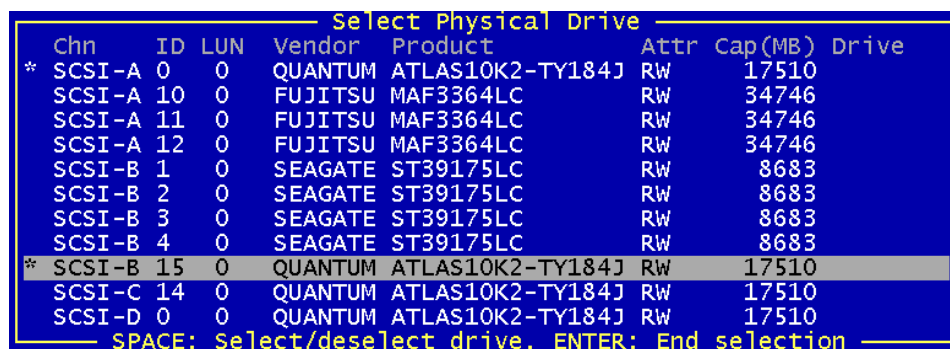 Select Physical Drive
Chn ID LUN Vendor Product Attr Cap(MB) Drive
* SCSI-A 0 0 QUANTUM ATLAS10K2-TY184J RW 17510
SCSI-A 10 0 FUJITSU MAF3364LC RW 34746
SCSI-A 11 0 FUJITSU MAF3364LC RW 34746
SCSI-A 12 0 FUJITSU MAF3364LC RW 34746
SCSI-B 1 0 SEAGATE ST39175LC RW 8683
SCSI-B 2 0 SEAGATE ST39175LC RW 8683
SCSI-B 3 0 SEAGATE ST39175LC RW 8683
SCSI-B 4 0 SEAGATE ST39175LC RW 8683
* SCSI-B 15 0 QUANTUM ATLAS10K2-TY184J RW 17510
SCSI-C 14 0 QUANTUM ATLAS10K2-TY184J RW 17510
SCSI-D 0 0 QUANTUM ATLAS10K2-TY184J RW 17510
SPACE: Select/deselect drive, ENTER: End selection